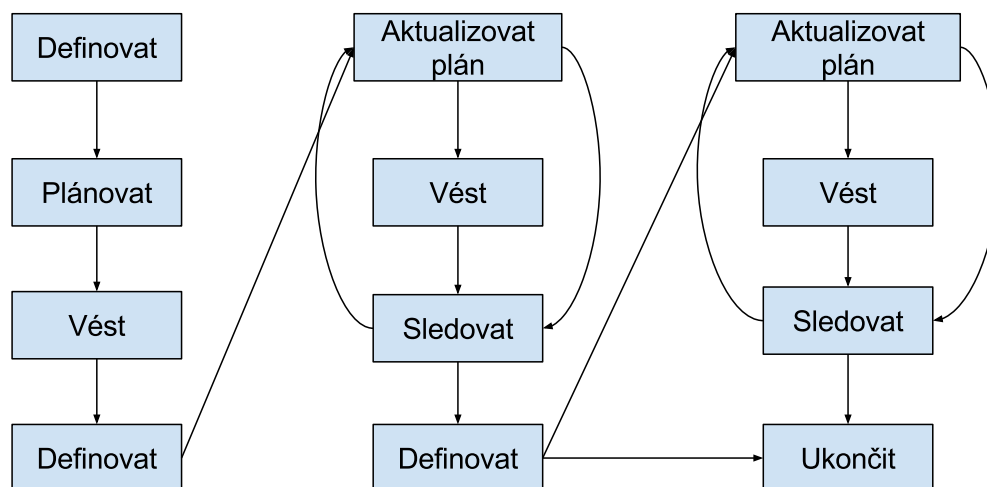 Definovat
Plánovat
Vést
Definovat
Aktualizovat
plán
Vést
Sledovat
Definovat
Aktualizovat
plán
Vést
Sledovat
Ukončit